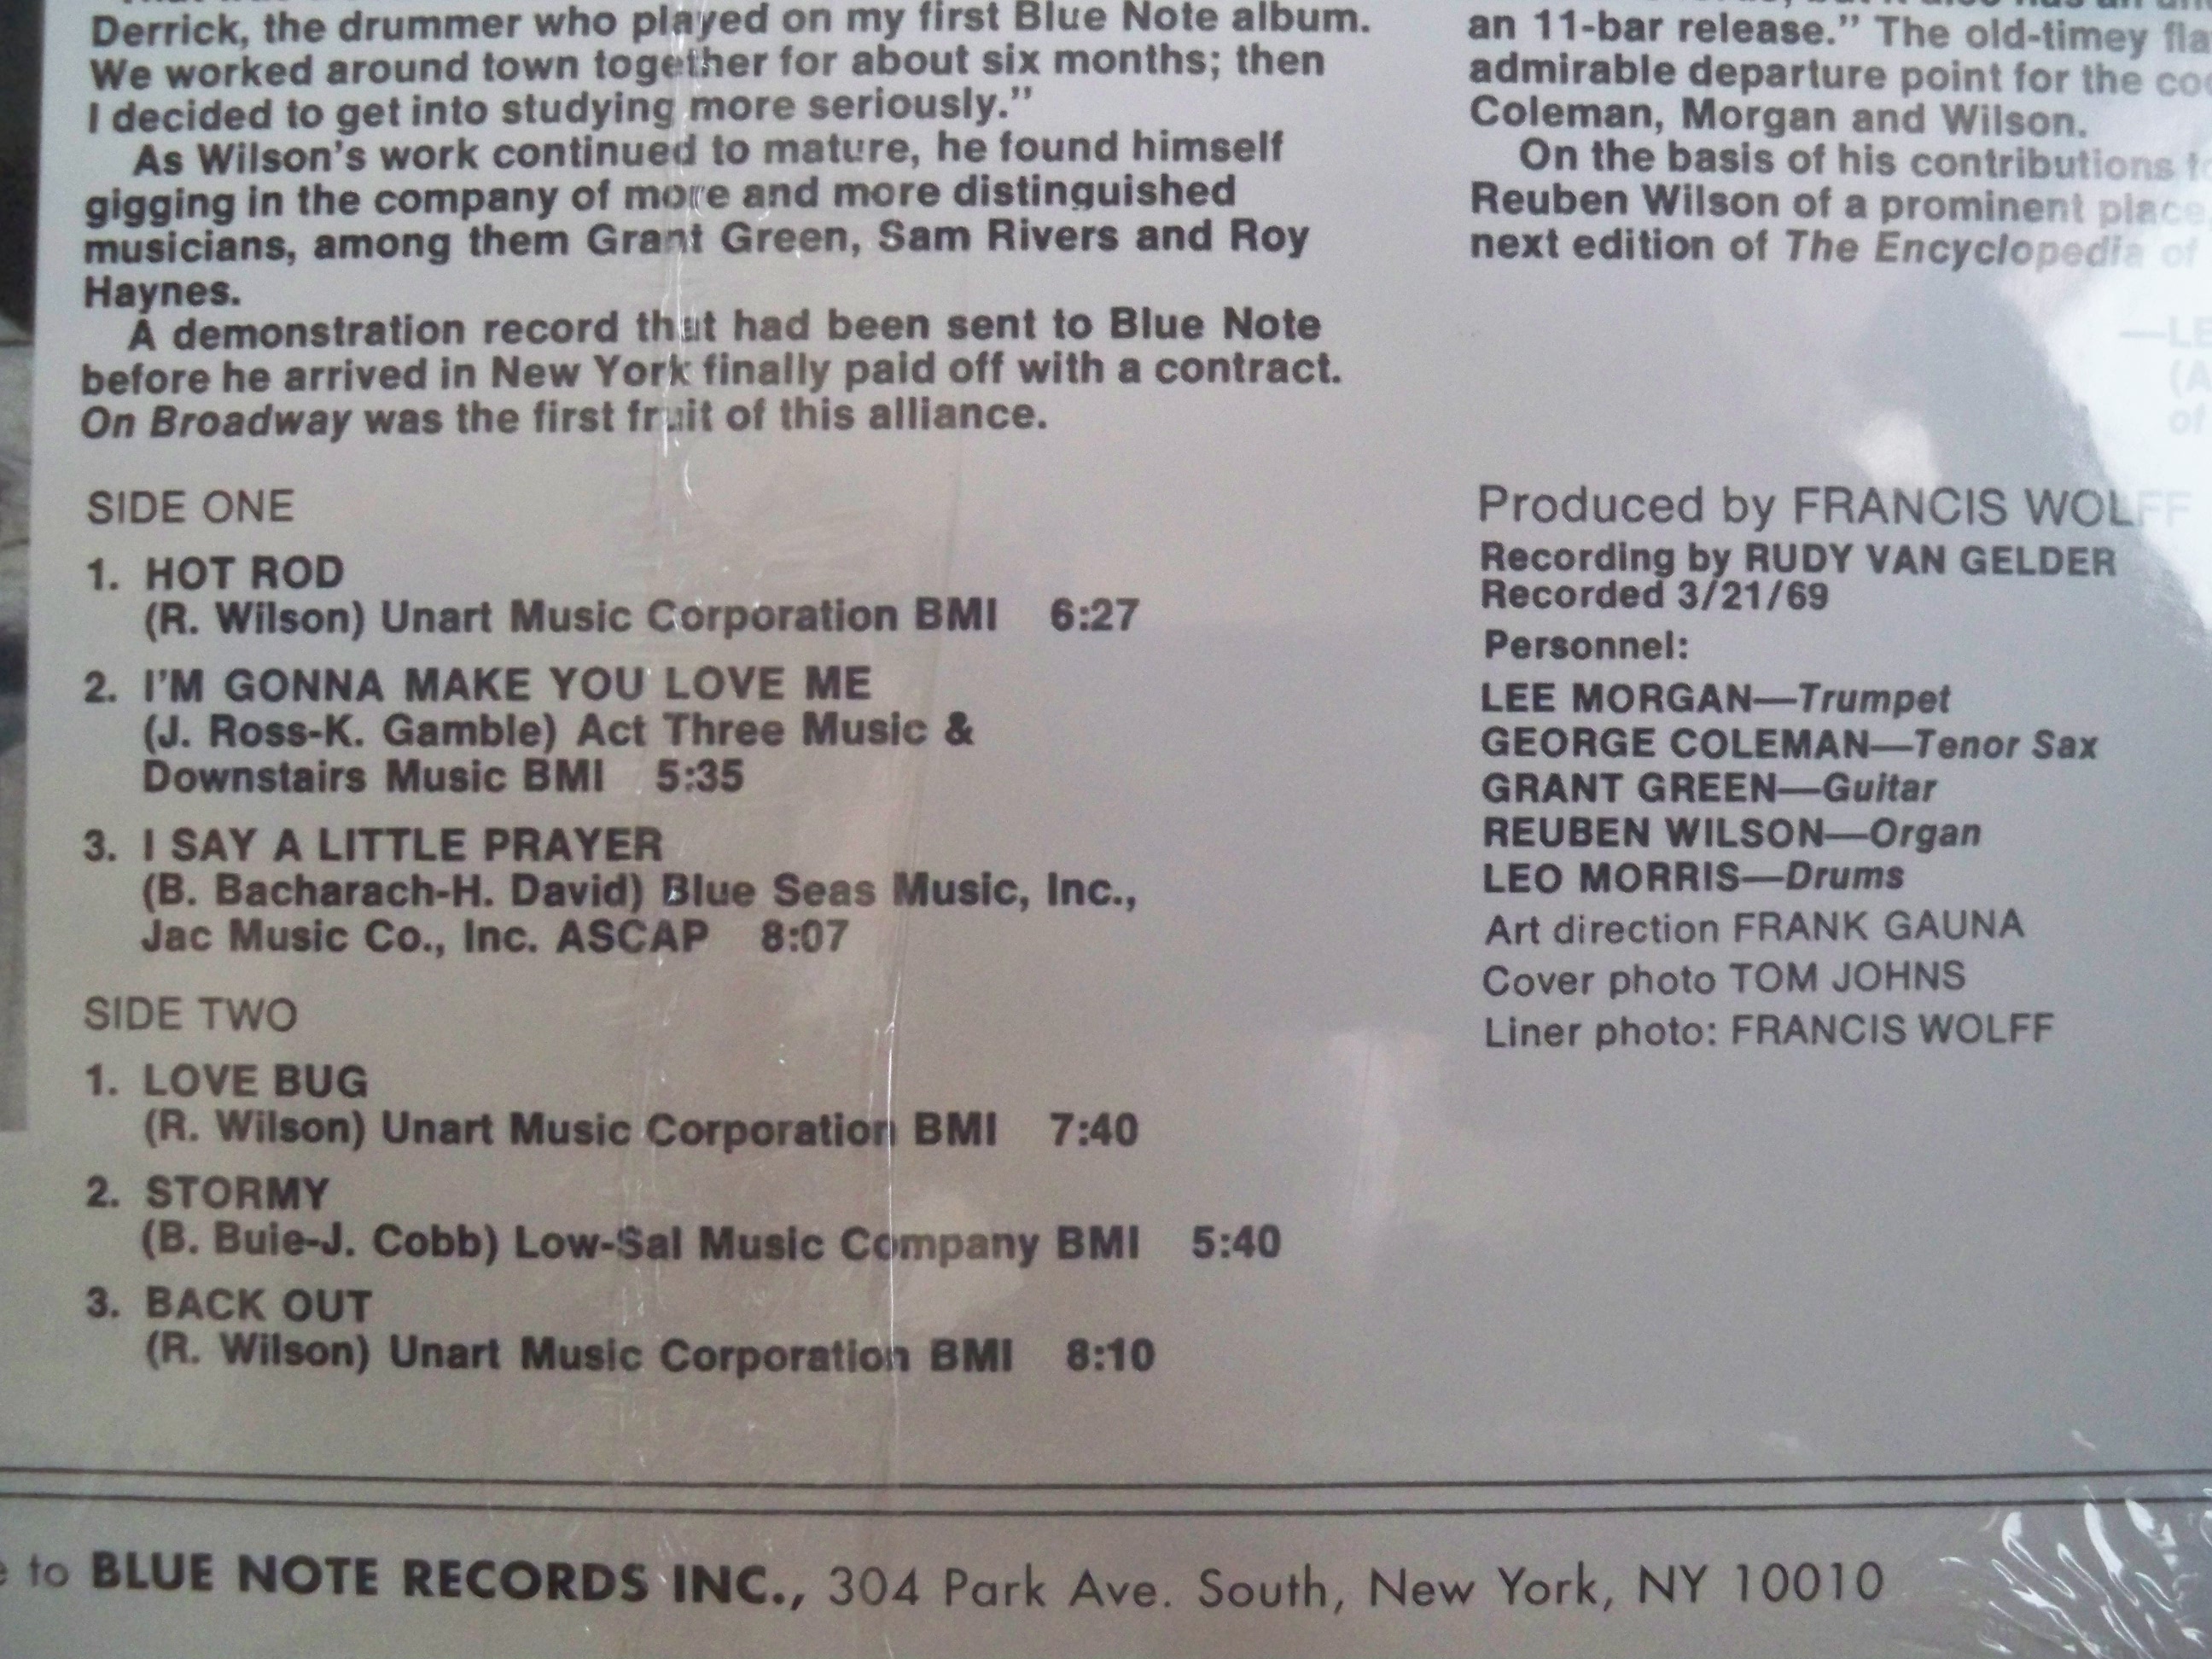 Derrick, the drummer who played on my first Blue Note album.
We worked around town together for about six months; then
I decided to get into studying more seriously."
As Wilson's work continued to mature, he found himself
gigging in the company of more and more distinguished
musicians, among them Grant Green, Sam Rivers and Roy
Haynes.
A demonstration record that had been sent to Blue Note
before he arrived in New York finally paid off with a contract.
On Broadway was the first fruit of this alliance.
an 11-bar release." The old-timey
admirable departure point for the
Coleman, Morgan and Wilson.
On the basis of his contributions
Reuben Wilson of a prominent place
next edition of The Encyclopedia of
SIDE ONE
1. HOT ROD
(R. Wilson) Unart Music Corporation BMI 6:27
2. I'M GONNA MAKE YOU LOVE ME
(J. Ross-K. Gamble) Act Three Music &
Downstairs Music BMI 5:35
3. I SAY A LITTLE PRAYER
(B. Bacharach-H. David) Blue Seas Music, Inc.,
Jac Music Co., Inc. ASCAP 8:07
SIDE TWO
1. LOVE BUG
(R. Wilson) Unart Music Corporation BMI 7:40
2. STORMY
(B. Buie-J. Cobb) Low-Sal Music Company BMI 5:40
3. BACK OUT
(R. Wilson) Unart Music Corporation BMI 8:10
Produced by FRANCIS WOLFF
Recording by RUDY VAN GELDER
Recorded 3/21/69
Personnel:
LEE MORGAN—Trumpet
GEORGE COLEMAN—Tenor Sax
GRANT GREEN—Guitar
REUBEN WILSON—Organ
LEO MORRIS—Drums
Art direction FRANK GAUNA
Cover photo TOM JOHNS
Liner photo: FRANCIS WOLFF
to BLUE NOTE RECORDS INC., 304 Park Ave. South, New York, NY 10010